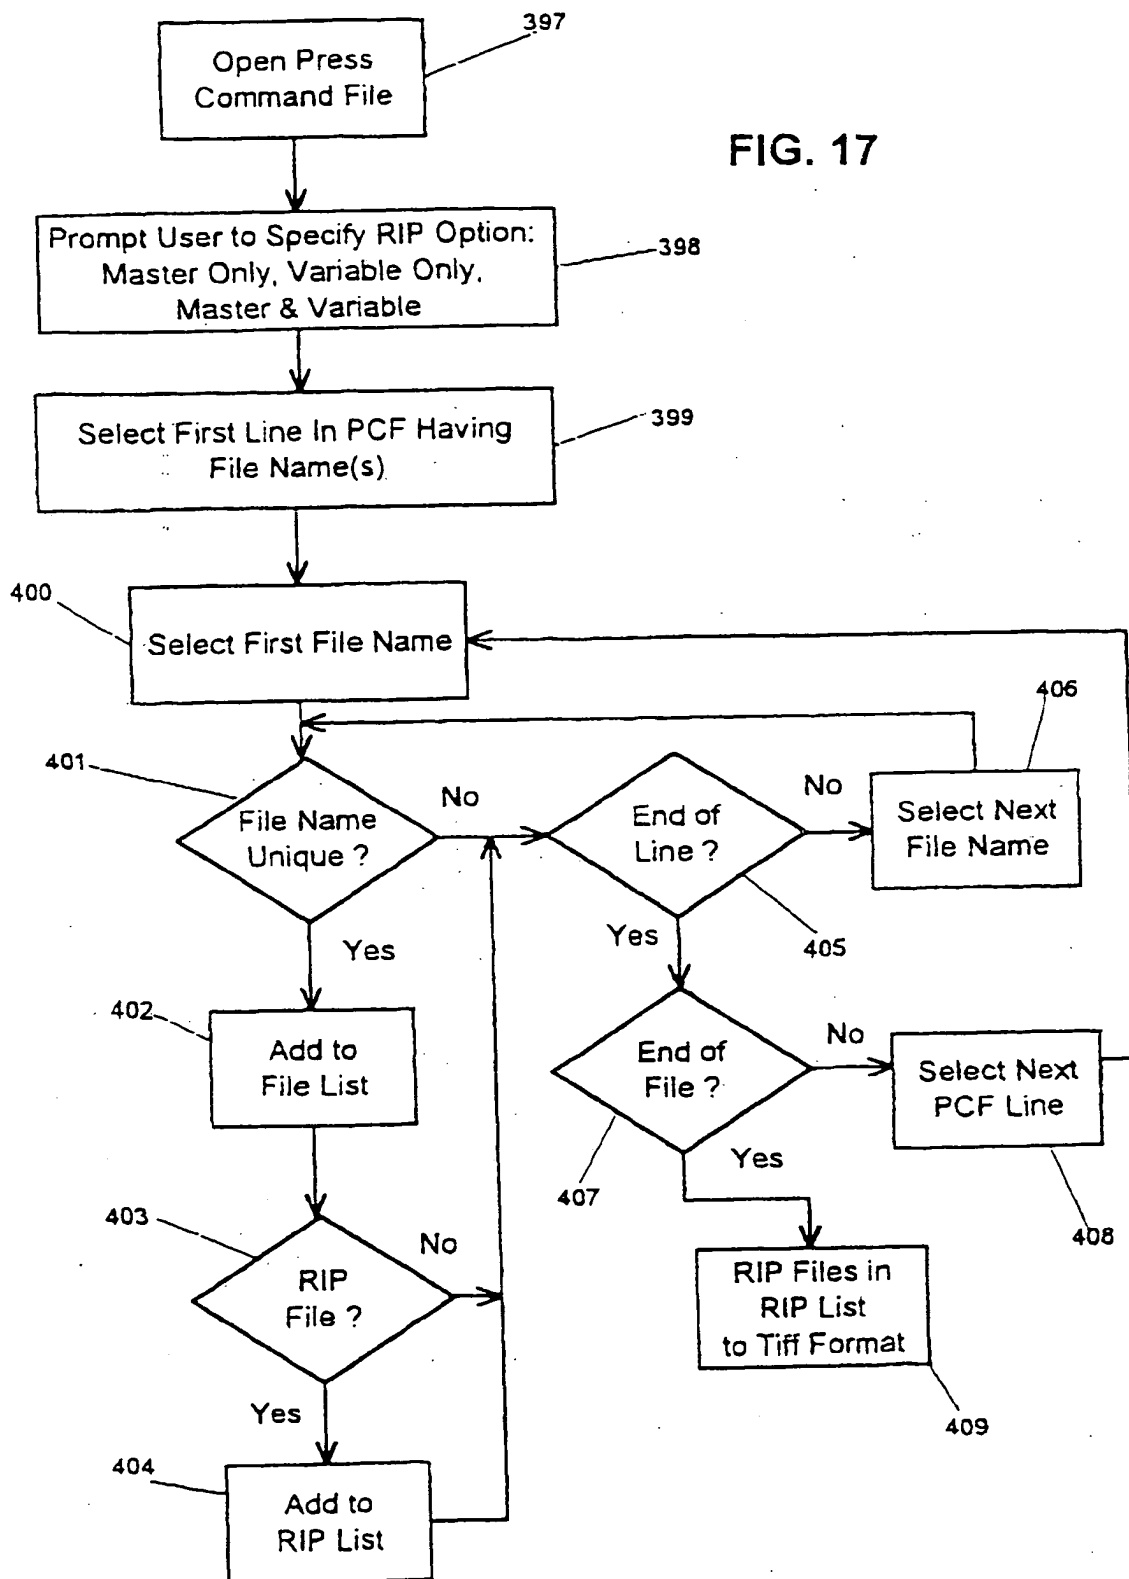 397
Open Press
Command File
FIG. 17
Prompt User to Specify RIP Option:
Master Only, Variable Only,
Master & Variable
398
Select First Line In PCF Having
File Name(s)
399
400
Select First File Name
406
401
File Name
Unique ?
No
End of
Line ?
No
Select Next
File Name
405
Yes
Yes
402
Add to
File List
End of
File ?
No
Select Next
PCF Line
407
Yes
408
403
RIP
File ?
No
RIP Files in
RIP List
to Tiff Format
409
Yes
404
Add to
RIP List